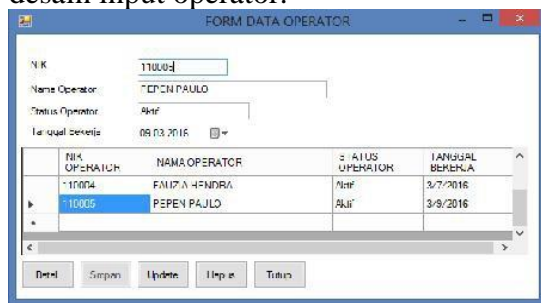 desain input operator.
FORM DATA OPERATOR
NIK 110005
Nama Operator PEPEN PAULO
Status Operator Aktif
Tanggal Bekerja 09 03 2016
NIK OPERATOR NAMA OPERATOR STATUS OPERATOR TANGGAL BEKERJA
110004 FAUZIA HENDRA Aktif 3/7/2016
110005 PEPEN PAULO Aktif 3/9/2016
Batal Simpan Update Hapus Tutup